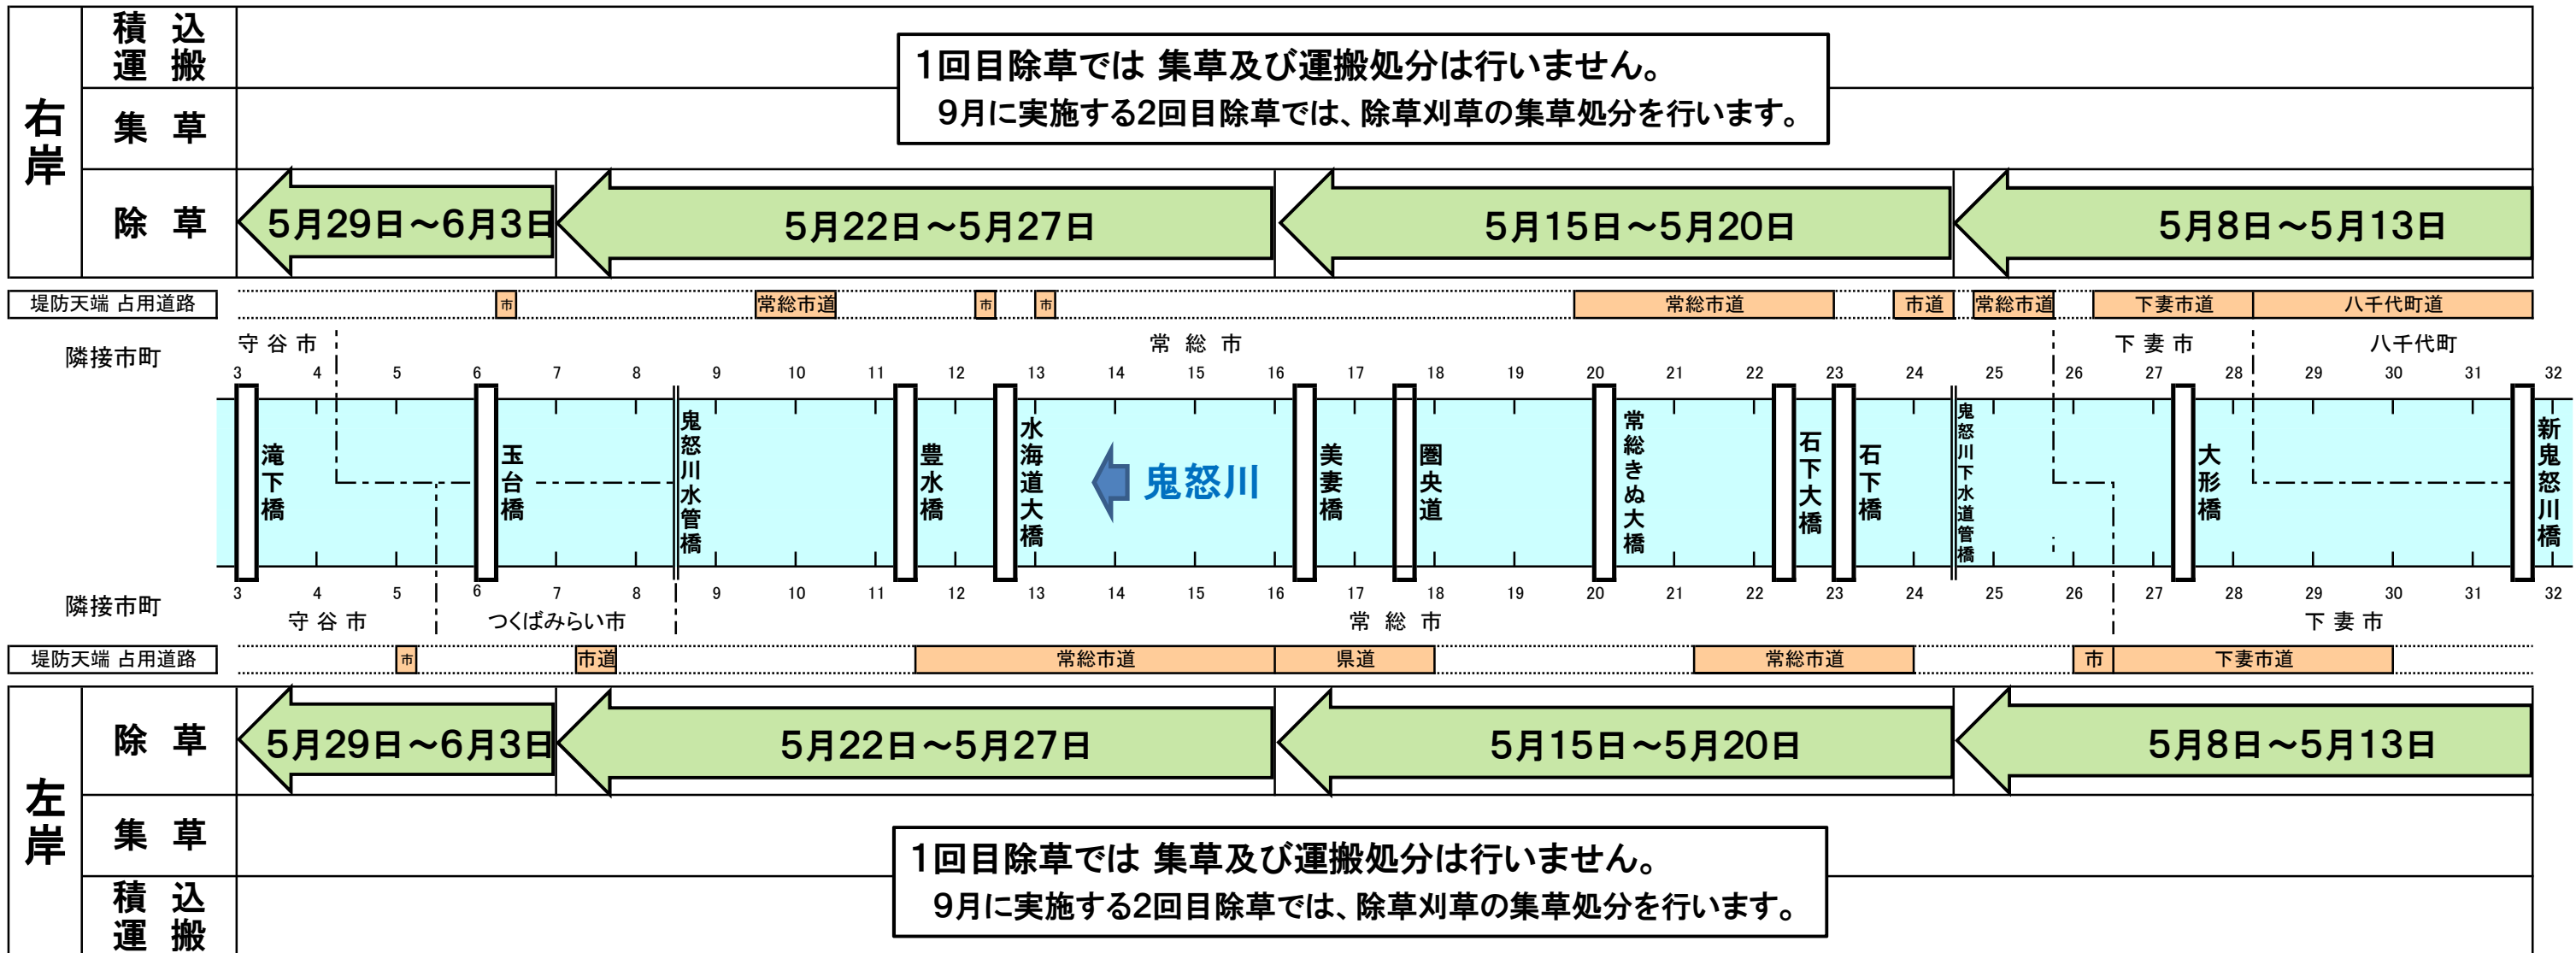 右岸
積込
運搬
1回目除草では 集草及び運搬処分は行いません。
9月に実施する2回目除草では、除草刈草の集草処分を行います。
集草
除草
5月29日～6月3日 5月22日～5月27日 5月15日～5月20日 5月8日～5月13日
堤防天端 占用道路 市 常総市道 市 市 常総市道 市道 常総市道 下妻市道 八千代町道
隣接市町 守谷市 常総市 下妻市 八千代町
3 4 5 6 7 8 9 10 11 12 13 14 15 16 17 18 19 20 21 22 23 24 25 26 27 28 29 30 31 32
滝下橋
玉台橋
鬼怒川水管橋
豊水橋
水海道大橋
鬼怒川
美妻橋
圏央道
常総きぬ大橋
石下大橋
石下橋
鬼怒川下水道管橋
大形橋
新鬼怒川橋
3 4 5 6 7 8 9 10 11 12 13 14 15 16 17 18 19 20 21 22 23 24 25 26 27 28 29 30 31 32
隣接市町 守谷市 つくばみらい市 常総市 下妻市
堤防天端 占用道路 市 市道 常総市道 県道 常総市道 市 下妻市道
左岸
除草
5月29日～6月3日 5月22日～5月27日 5月15日～5月20日 5月8日～5月13日
集草
1回目除草では 集草及び運搬処分は行いません。
9月に実施する2回目除草では、除草刈草の集草処分を行います。
積込
運搬